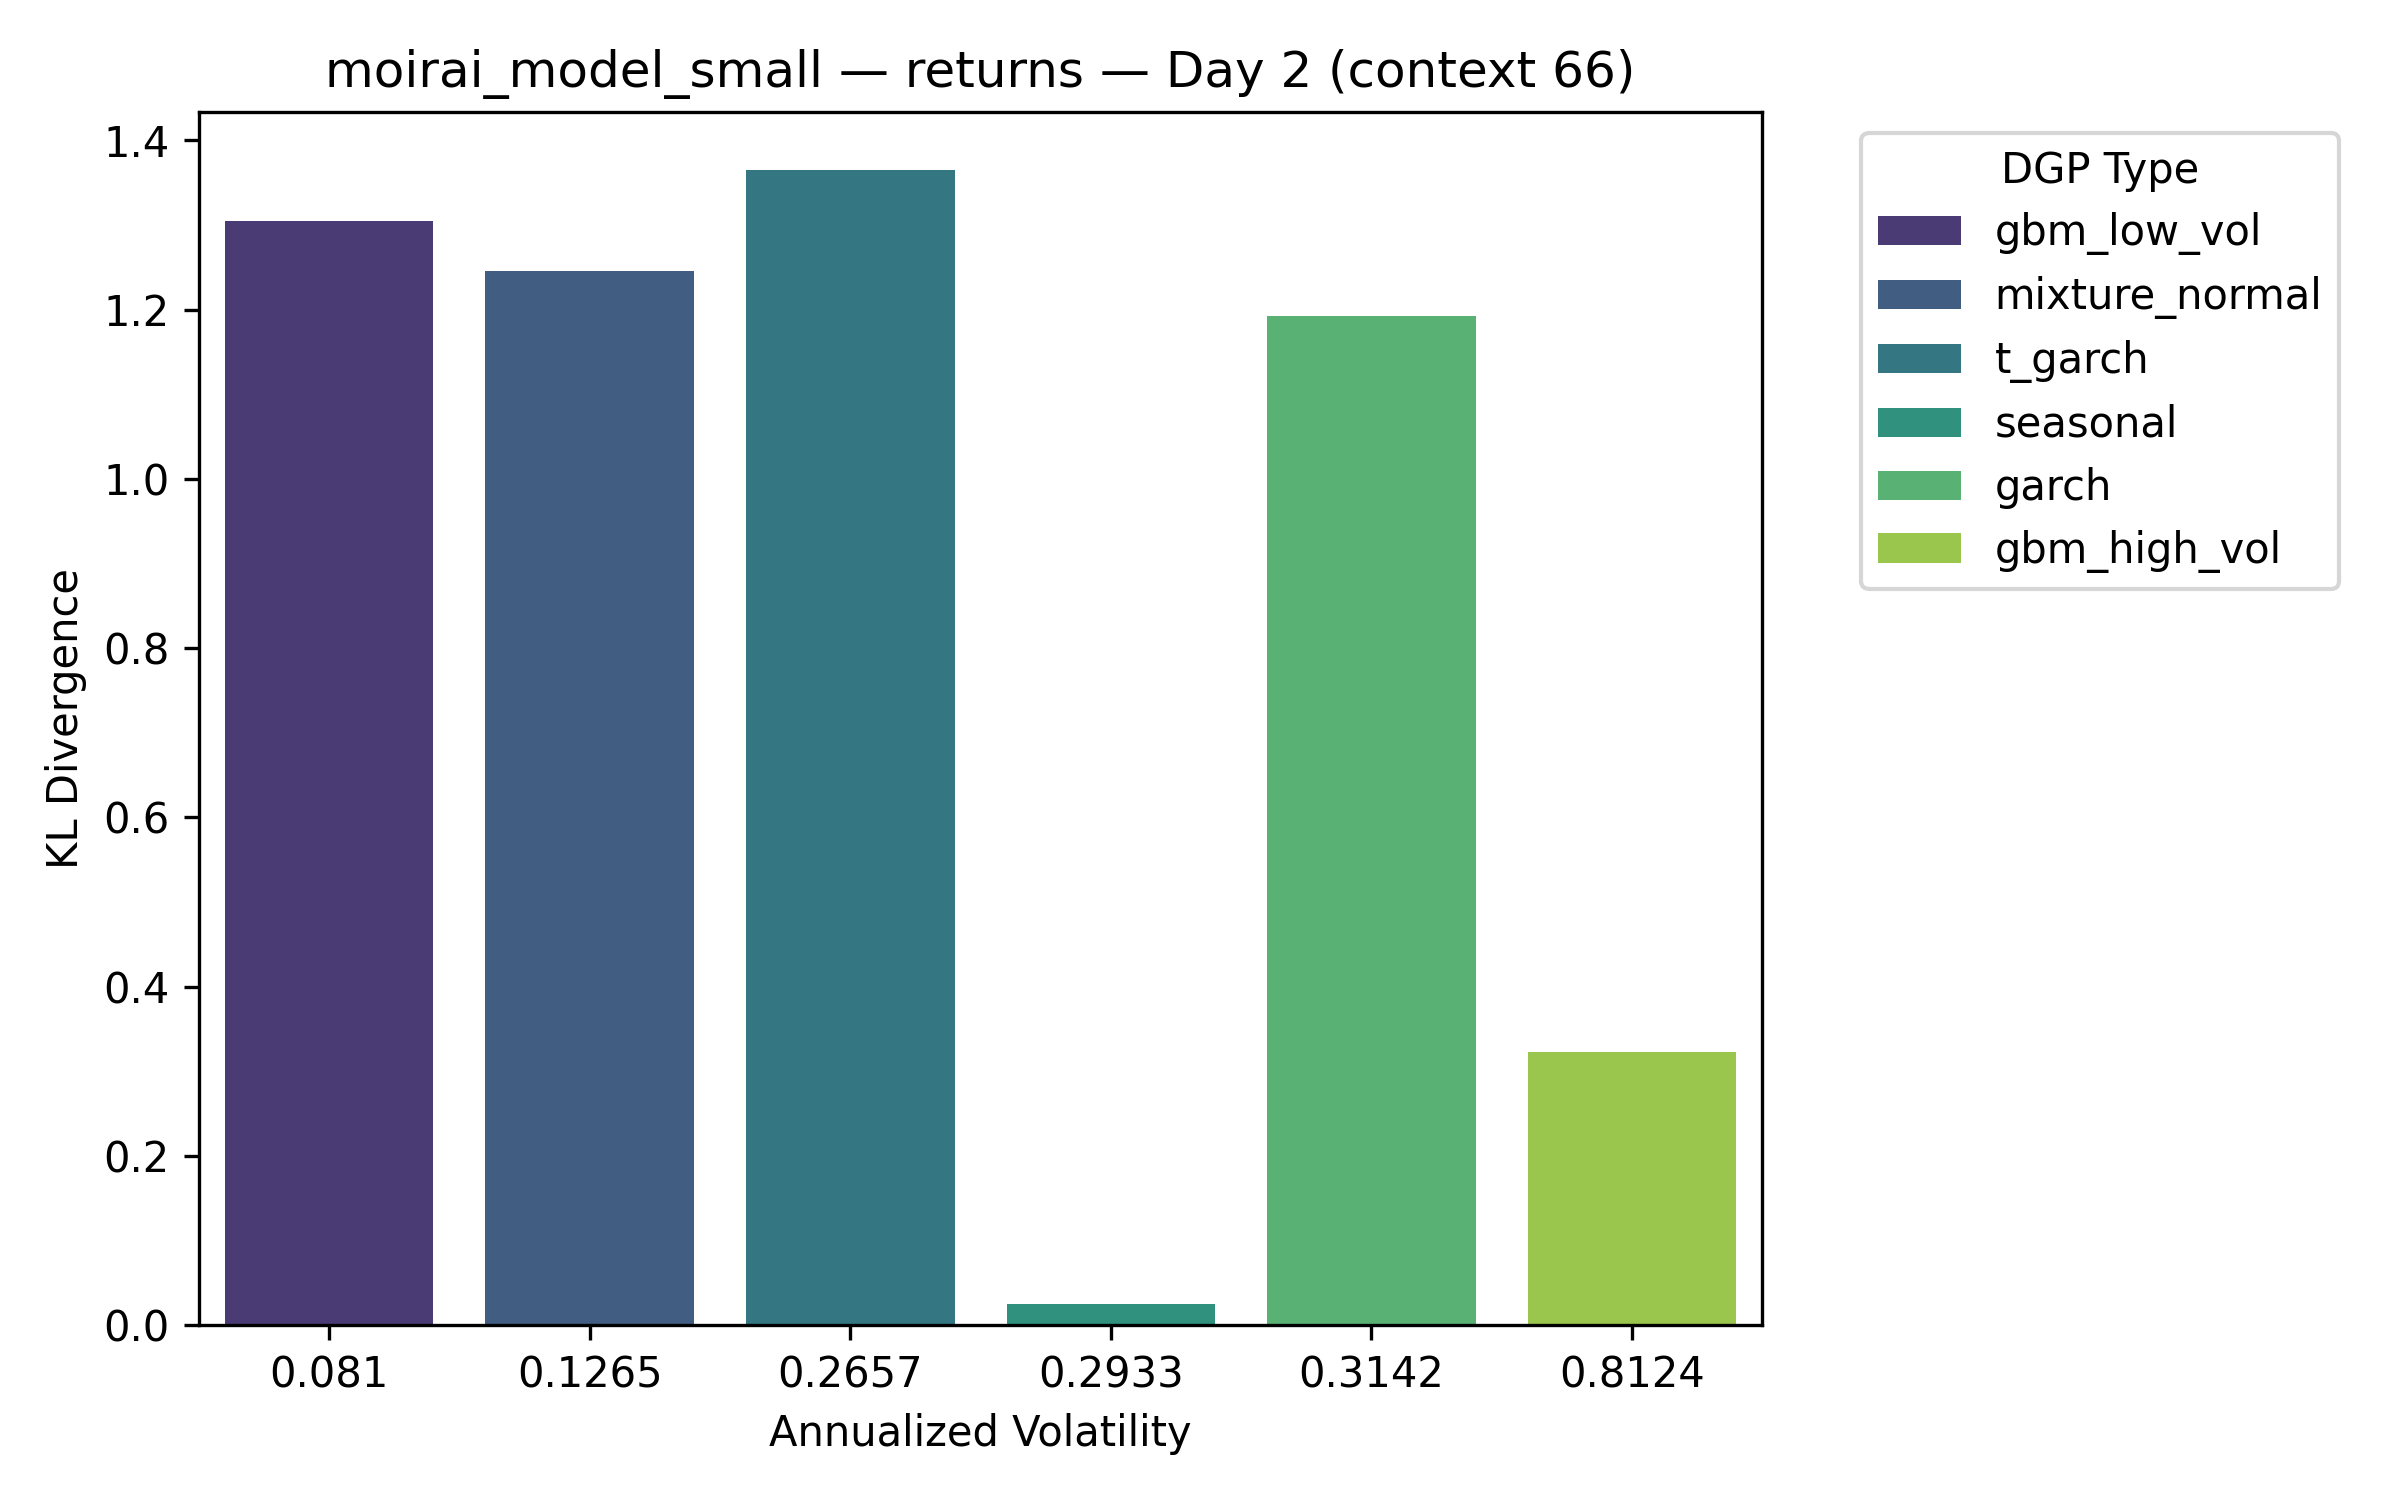 moirai_model_small — returns — Day 2 (context 66)
1.4
1.2
1.0
0.8
0.6
0.4
0.2
0.0
KL Divergence
0.081 0.1265 0.2657 0.2933 0.3142 0.8124
Annualized Volatility
DGP Type
gbm_low_vol
mixture_normal
t_garch
seasonal
garch
gbm_high_vol